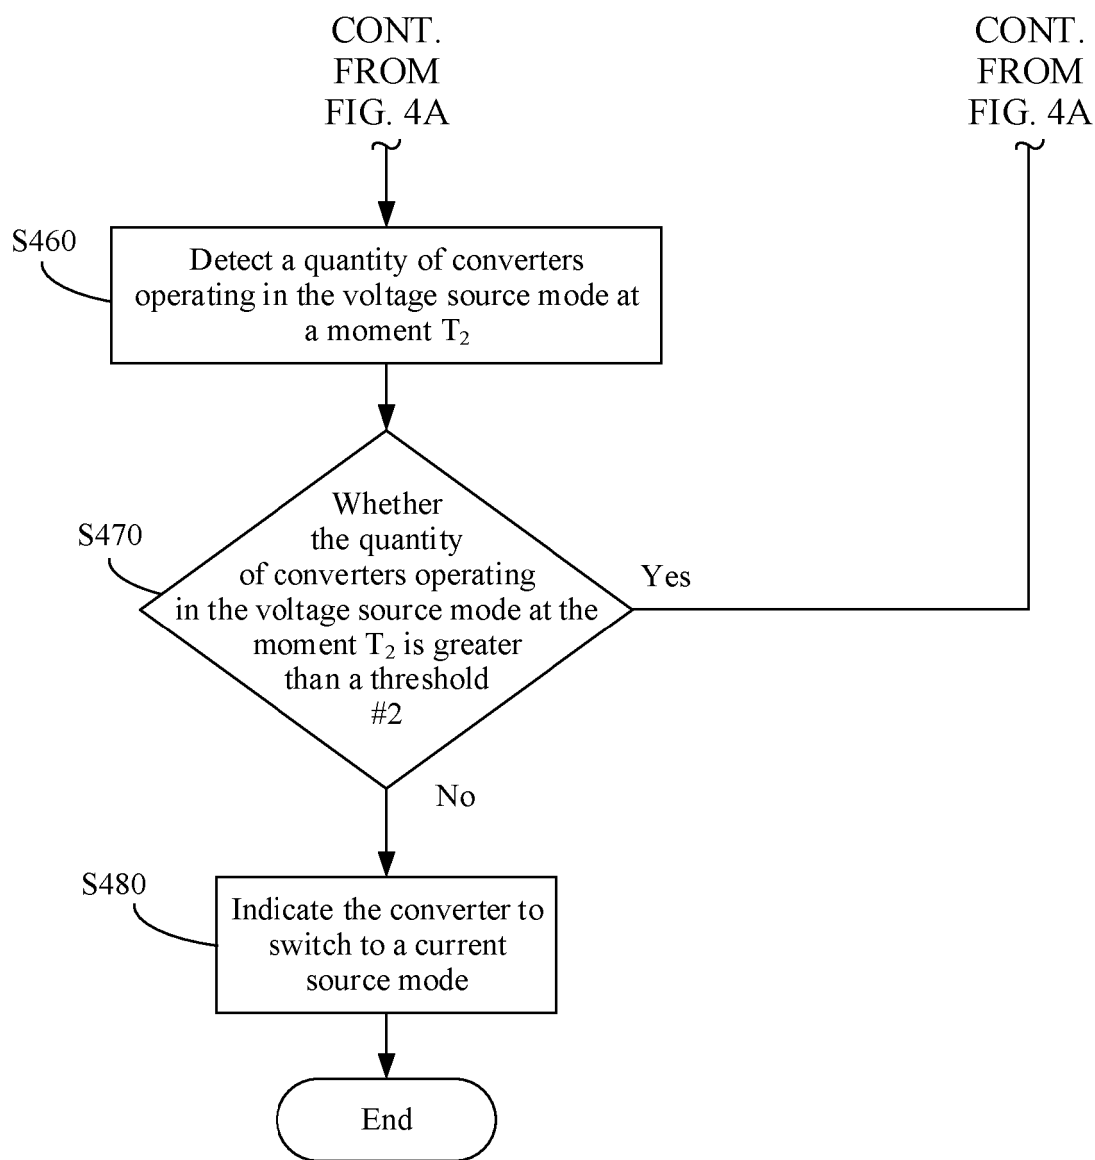 CONT.
FROM
FIG. 4A
CONT.
FROM
FIG. 4A
S460
Detect a quantity of converters
operating in the voltage source mode at
a moment T₂
S470
Whether
the quantity
of converters operating
in the voltage source mode at the
moment T₂ is greater
than a threshold
#2
Yes
No
S480
Indicate the converter to
switch to a current
source mode
End